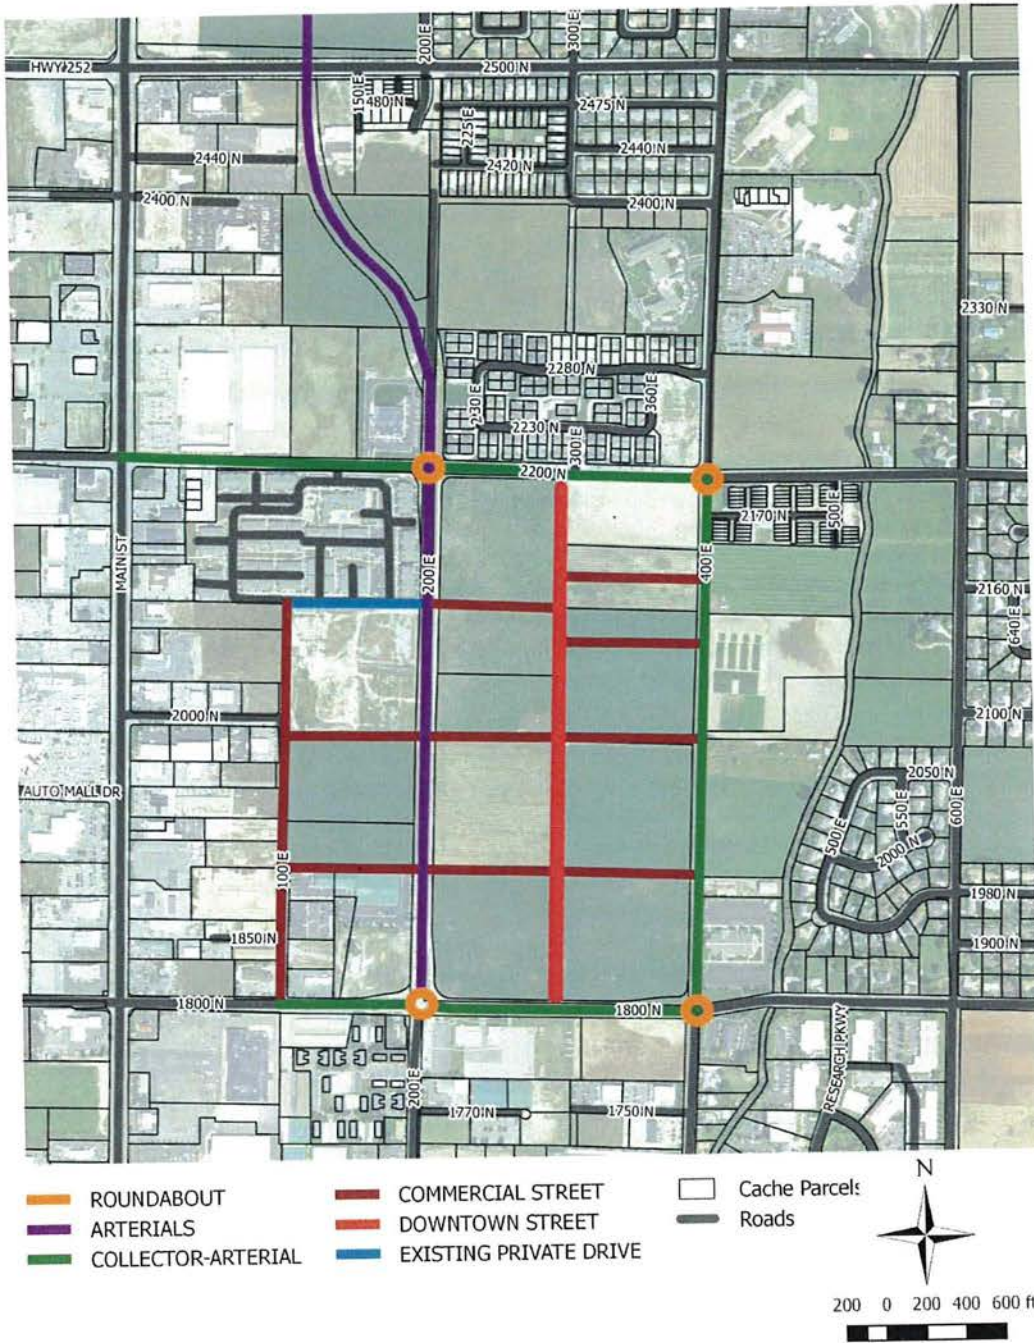 HWY 252
2500 N
200 E
300 E
150 E
480 N
2475 N
225 E
2440 N
2440 N
2420 N
2400 N
2400 N
2330 N
2280 N
230 E
360 E
2230 N
300 E
2200 N
2170 N
500 E
MAIN ST
200 E
400 E
2160 N
640 E
2000 N
2100 N
AUTO MALL DR
2050 N
500 E
550 E
600 E
2000 N
100 E
1980 N
1850 N
1900 N
1800 N
1800 N
200 E
1770 N
1750 N
RESEARCH PKWY
ROUNDABOUT
ARTERIALS
COLLECTOR-ARTERIAL
COMMERCIAL STREET
DOWNTOWN STREET
EXISTING PRIVATE DRIVE
Cache Parcels
Roads
N
200 0 200 400 600 ft